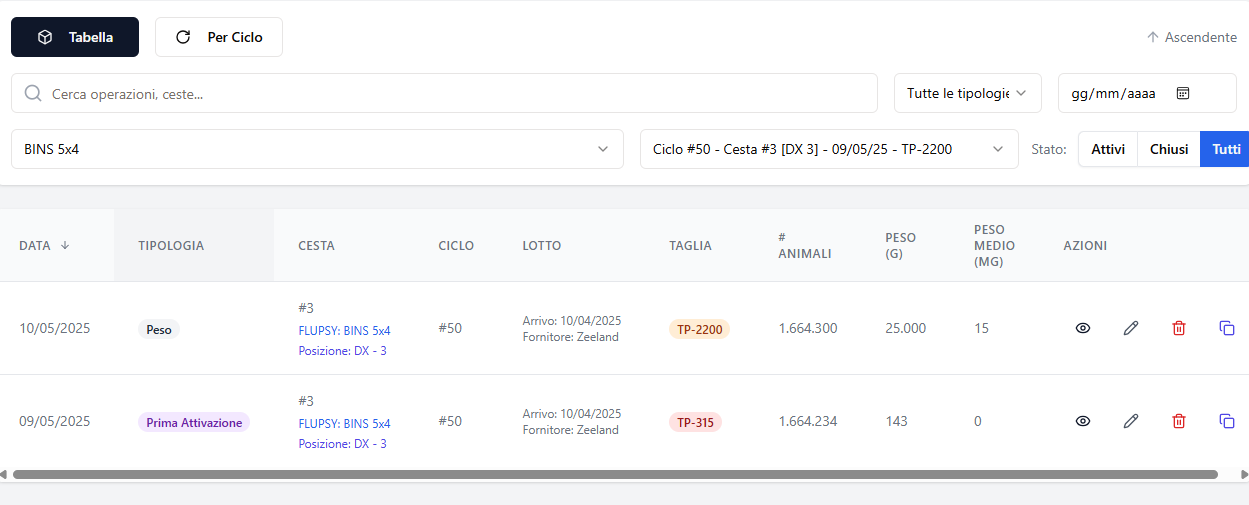 Tabella
Per Ciclo
Ascendente
Cerca operazioni, ceste...
Tutte le tipologie
gg/mm/aaaa
BINS 5x4
Ciclo #50 - Cesta #3 [DX 3] - 09/05/25 - TP-2200
Stato:
Attivi
Chiusi
Tutti
DATA
TIPOLOGIA
CESTA
CICLO
LOTTO
TAGLIA
#
ANIMALI
PESO
(G)
PESO
MEDIO
(MG)
AZIONI
10/05/2025
Peso
#3
FLUPSY: BINS 5x4
Posizione: DX - 3
#50
Arrivo: 10/04/2025
Fornitore: Zeeland
TP-2200
1.664.300
25.000
15
09/05/2025
Prima Attivazione
#3
FLUPSY: BINS 5x4
Posizione: DX - 3
#50
Arrivo: 10/04/2025
Fornitore: Zeeland
TP-315
1.664.234
143
0